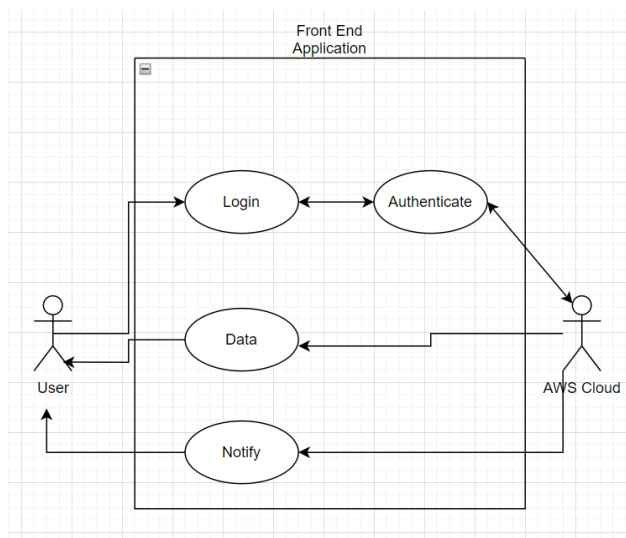 Front End
Application
Login
Authenticate
Data
User
AWS Cloud
Notify